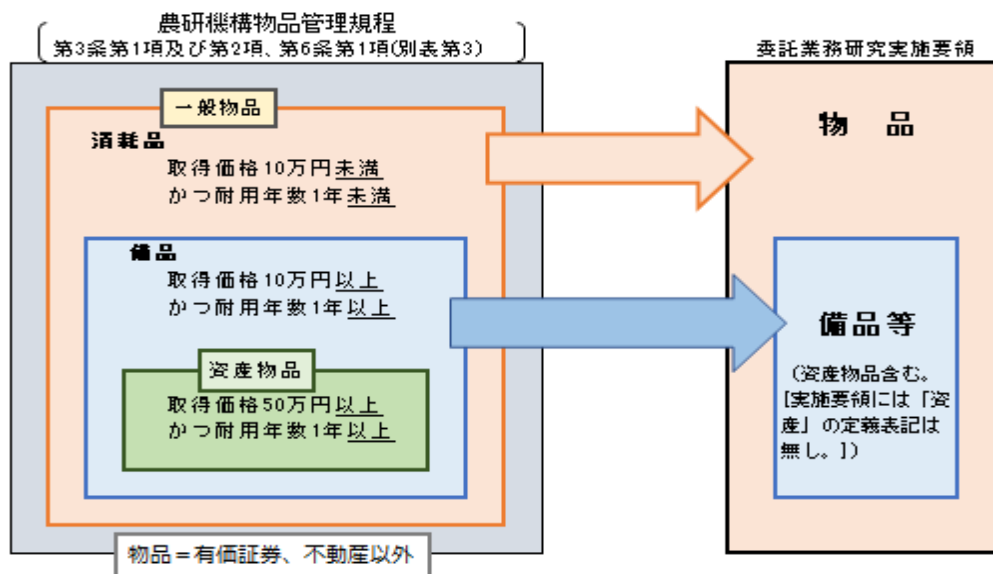 農研機構物品管理規程
第3条第1項及び第2項、第6条第1項(別表第3)
一般物品
消耗品
取得価格10万円未満
かつ耐用年数1年未満
備品
取得価格10万円以上
かつ耐用年数1年以上
資産物品
取得価格50万円以上
かつ耐用年数1年以上
物品＝有価証券、不動産以外
委託業務研究実施要領
物　品
備品等
（資産物品含む。
[実施要領には「資
産」の定義表記は
無し。]）